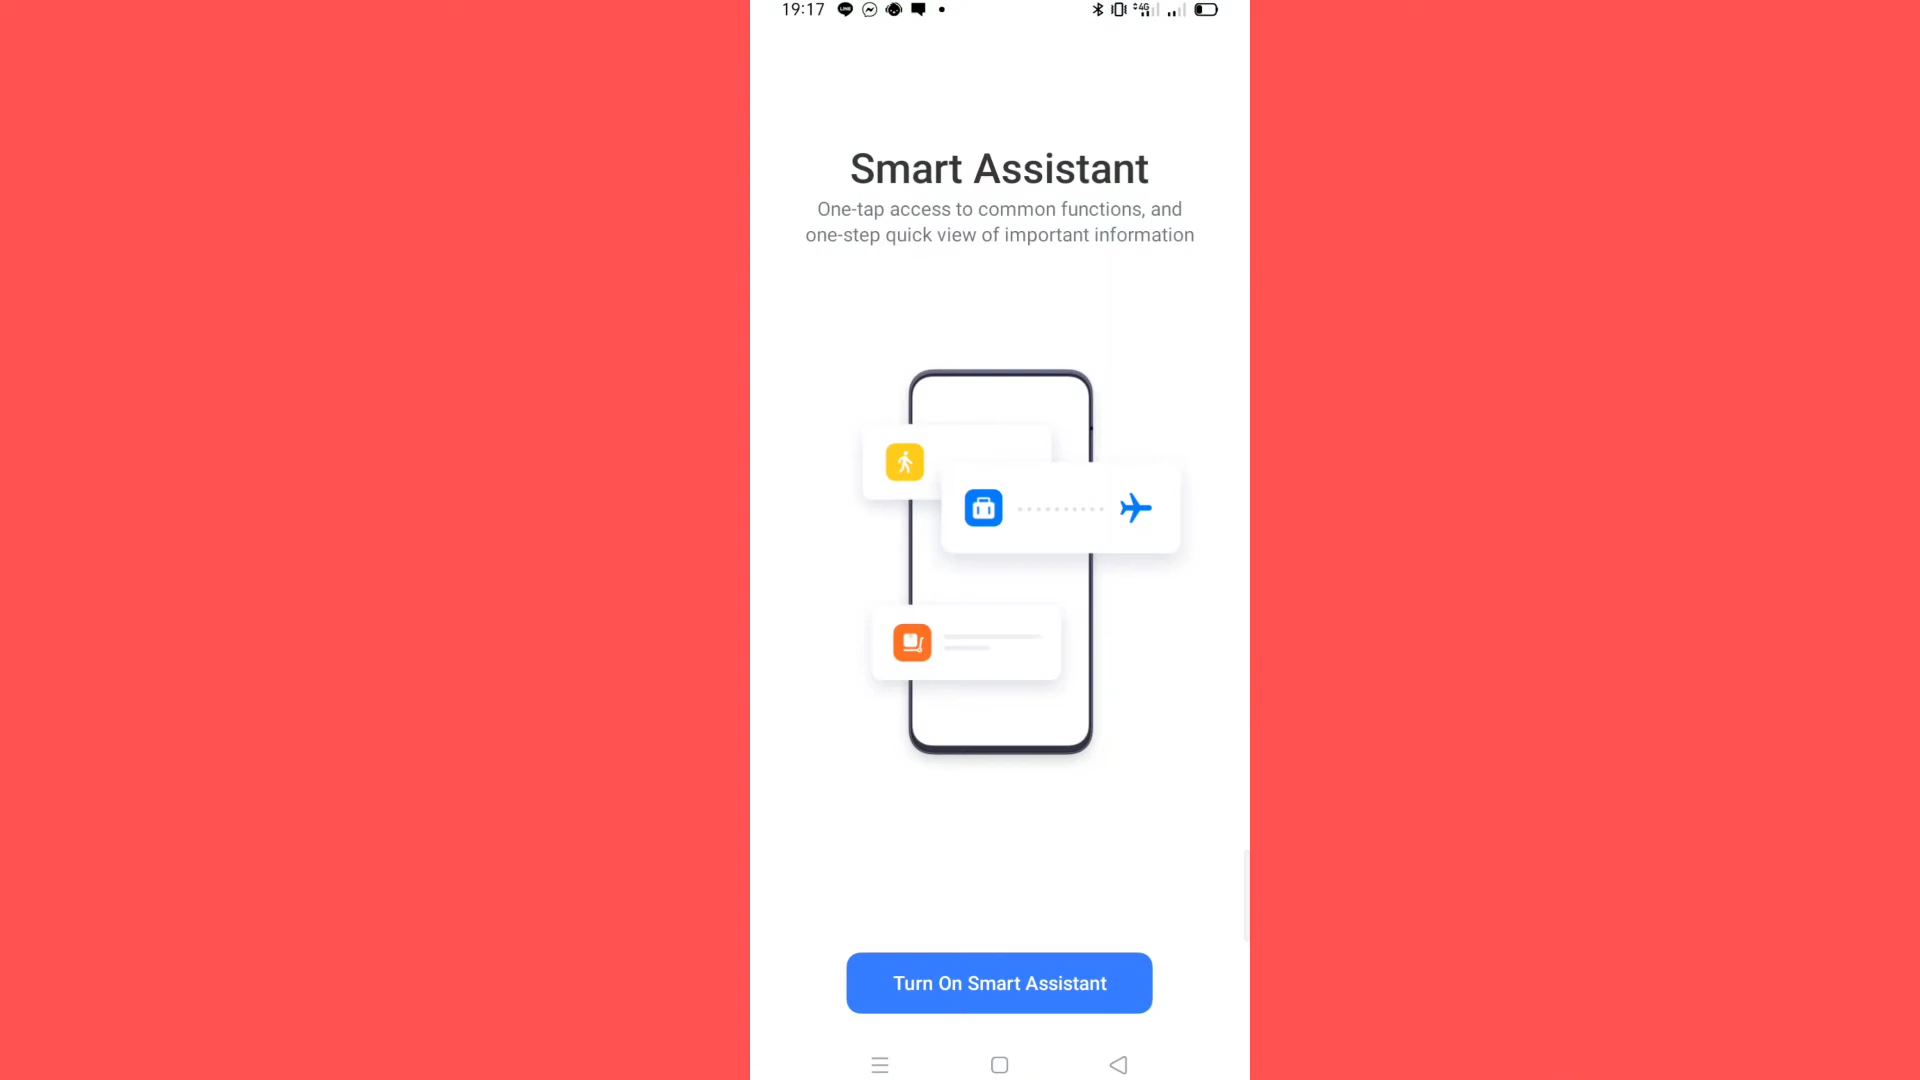 19:17
4G
Smart Assistant
One-tap access to common functions, and
one-step quick view of important information
Turn On Smart Assistant